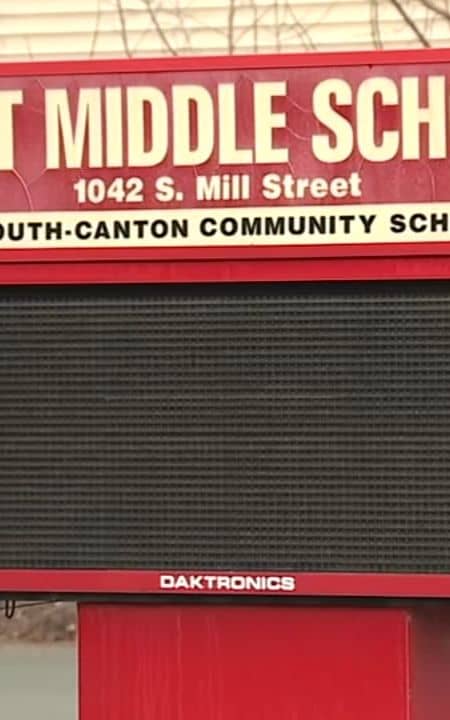 T MIDDLE SCH
1042 S. Mill Street
OUTH-CANTON COMMUNITY SCH
DAKTRONICS